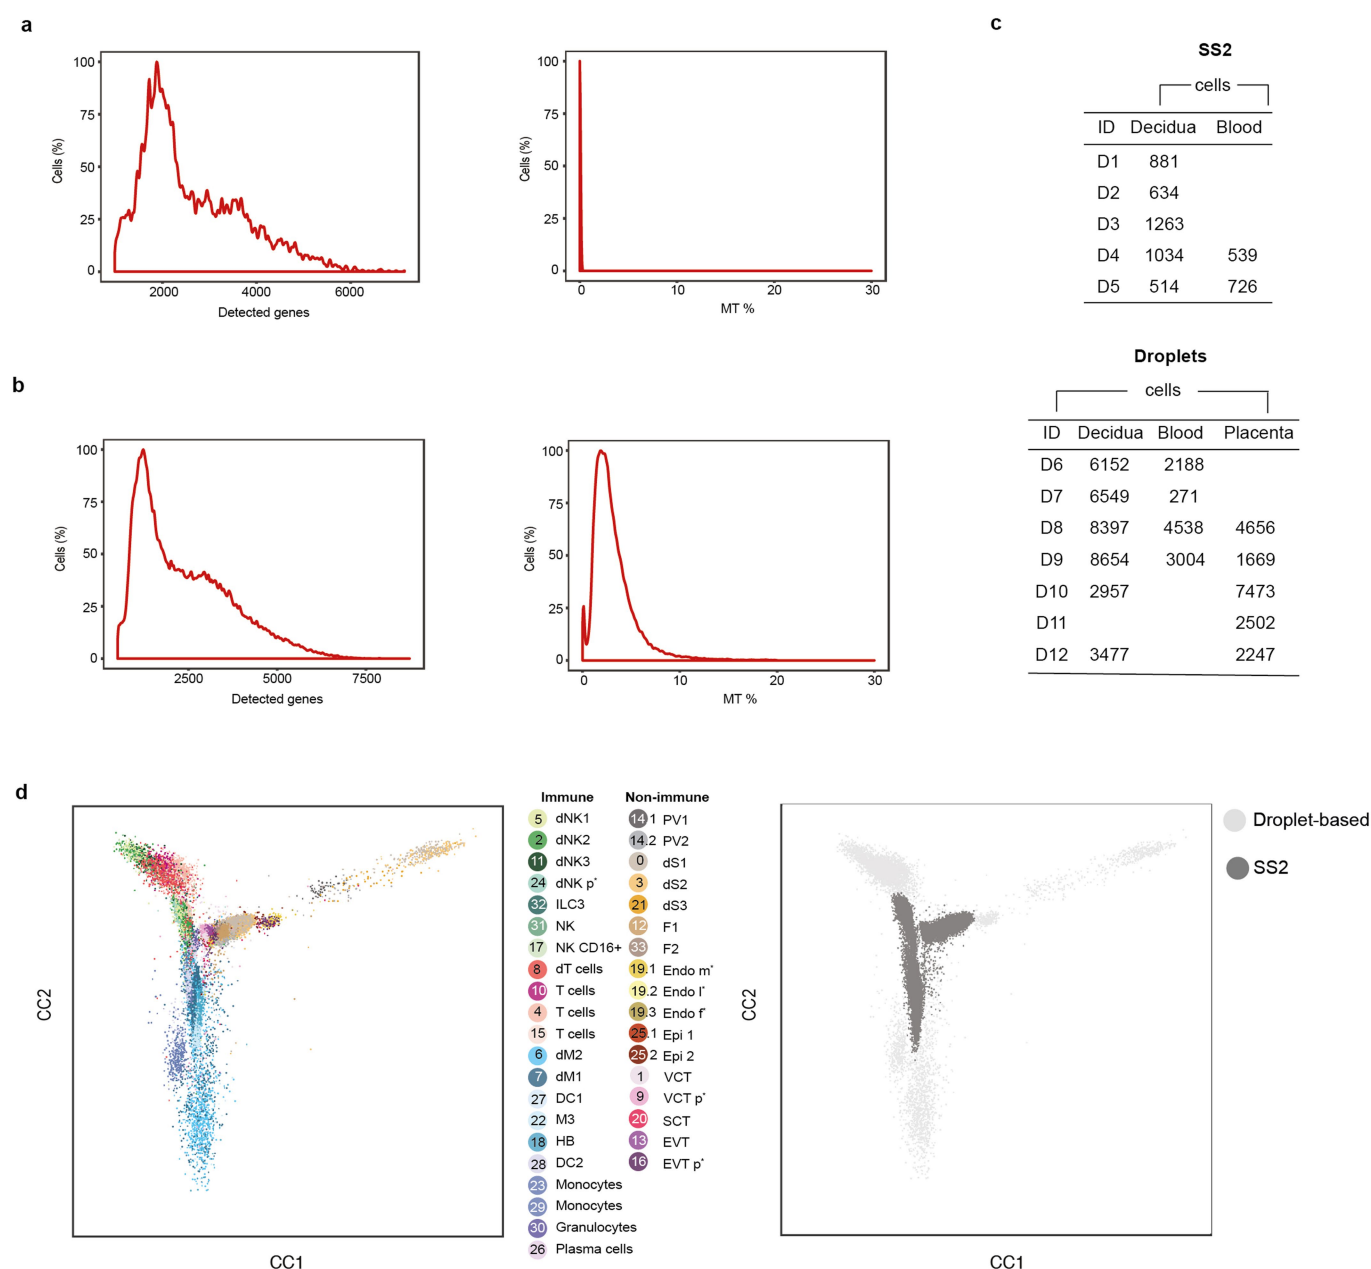 a
100
75
50
25
0
Cells (%)
2000 4000 6000
Detected genes
100
75
50
25
0
Cells (%)
0 10 20 30
MT %
c
SS2
cells
ID Decidua Blood
D1 881
D2 634
D3 1263
D4 1034 539
D5 514 726
Droplets
cells
ID Decidua Blood Placenta
D6 6152 2188
D7 6549 271
D8 8397 4538 4656
D9 8654 3004 1669
D10 2957 7473
D11 2502
D12 3477 2247
b
100
75
50
25
0
Cells (%)
2500 5000 7500
Detected genes
100
75
50
25
0
Cells (%)
0 10 20 30
MT %
d
CC2
CC1
Immune
5 dNK1
2 dNK2
11 dNK3
24 dNK p*
32 ILC3
31 NK
17 NK CD16+
8 dT cells
10 T cells
4 T cells
15 T cells
6 dM2
7 dM1
27 DC1
22 M3
18 HB
28 DC2
23 Monocytes
29 Monocytes
30 Granulocytes
26 Plasma cells
Non-immune
14.1 PV1
14.2 PV2
0 dS1
3 dS2
21 dS3
12 F1
33 F2
19.1 Endo m*
19.2 Endo l*
19.3 Endo f*
25.1 Epi 1
25.2 Epi 2
1 VCT
9 VCT p*
20 SCT
13 EVT
16 EVT p*
CC2
CC1
Droplet-based
SS2